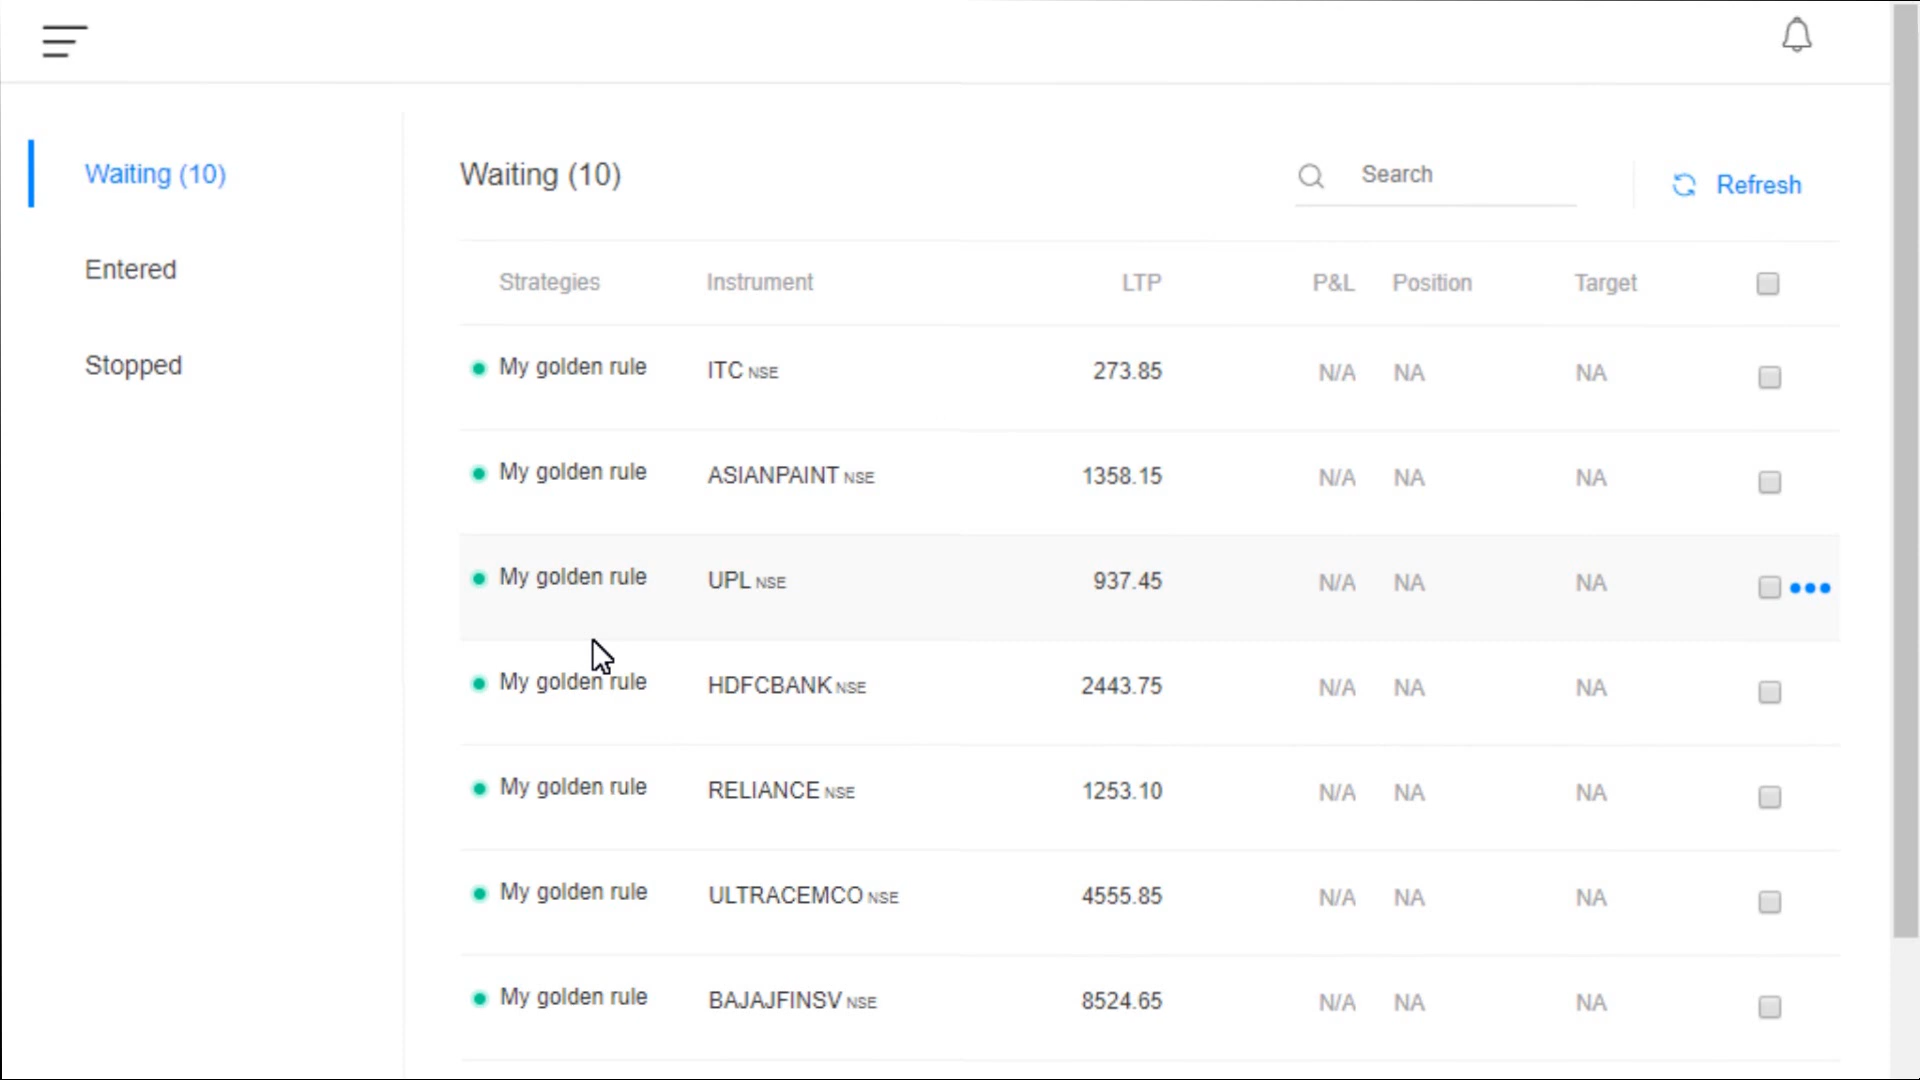 Waiting (10)
Entered
Stopped
Waiting (10)
Search
Refresh
Strategies Instrument LTP P&L Position Target
My golden rule ITC NSE 273.85 N/A NA NA
My golden rule ASIANPAINT NSE 1358.15 N/A NA NA
My golden rule UPL NSE 937.45 N/A NA NA
My golden rule HDFCBANK NSE 2443.75 N/A NA NA
My golden rule RELIANCE NSE 1253.10 N/A NA NA
My golden rule ULTRACEMCO NSE 4555.85 N/A NA NA
My golden rule BAJAJFINSV NSE 8524.65 N/A NA NA